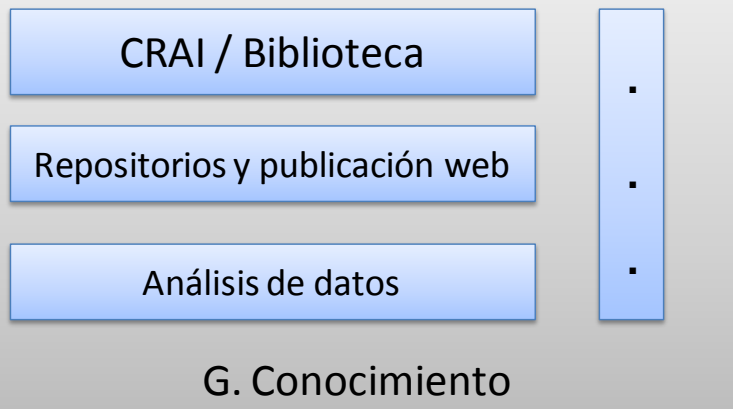 CRAI / Biblioteca
Repositorios y publicación web
Análisis de datos
.
.
.
G. Conocimiento